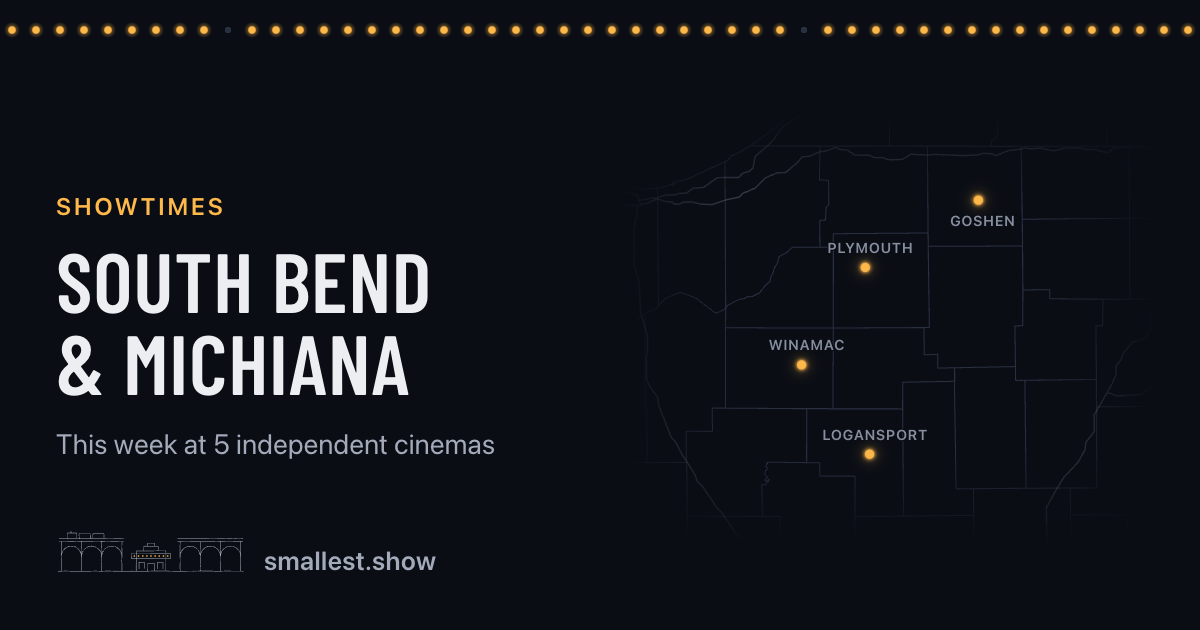 SHOWTIMES
SOUTH BEND
& MICHIANA
This week at 5 independent cinemas
smallest.show
GOSHEN
PLYMOUTH
WINAMAC
LOGANSPORT